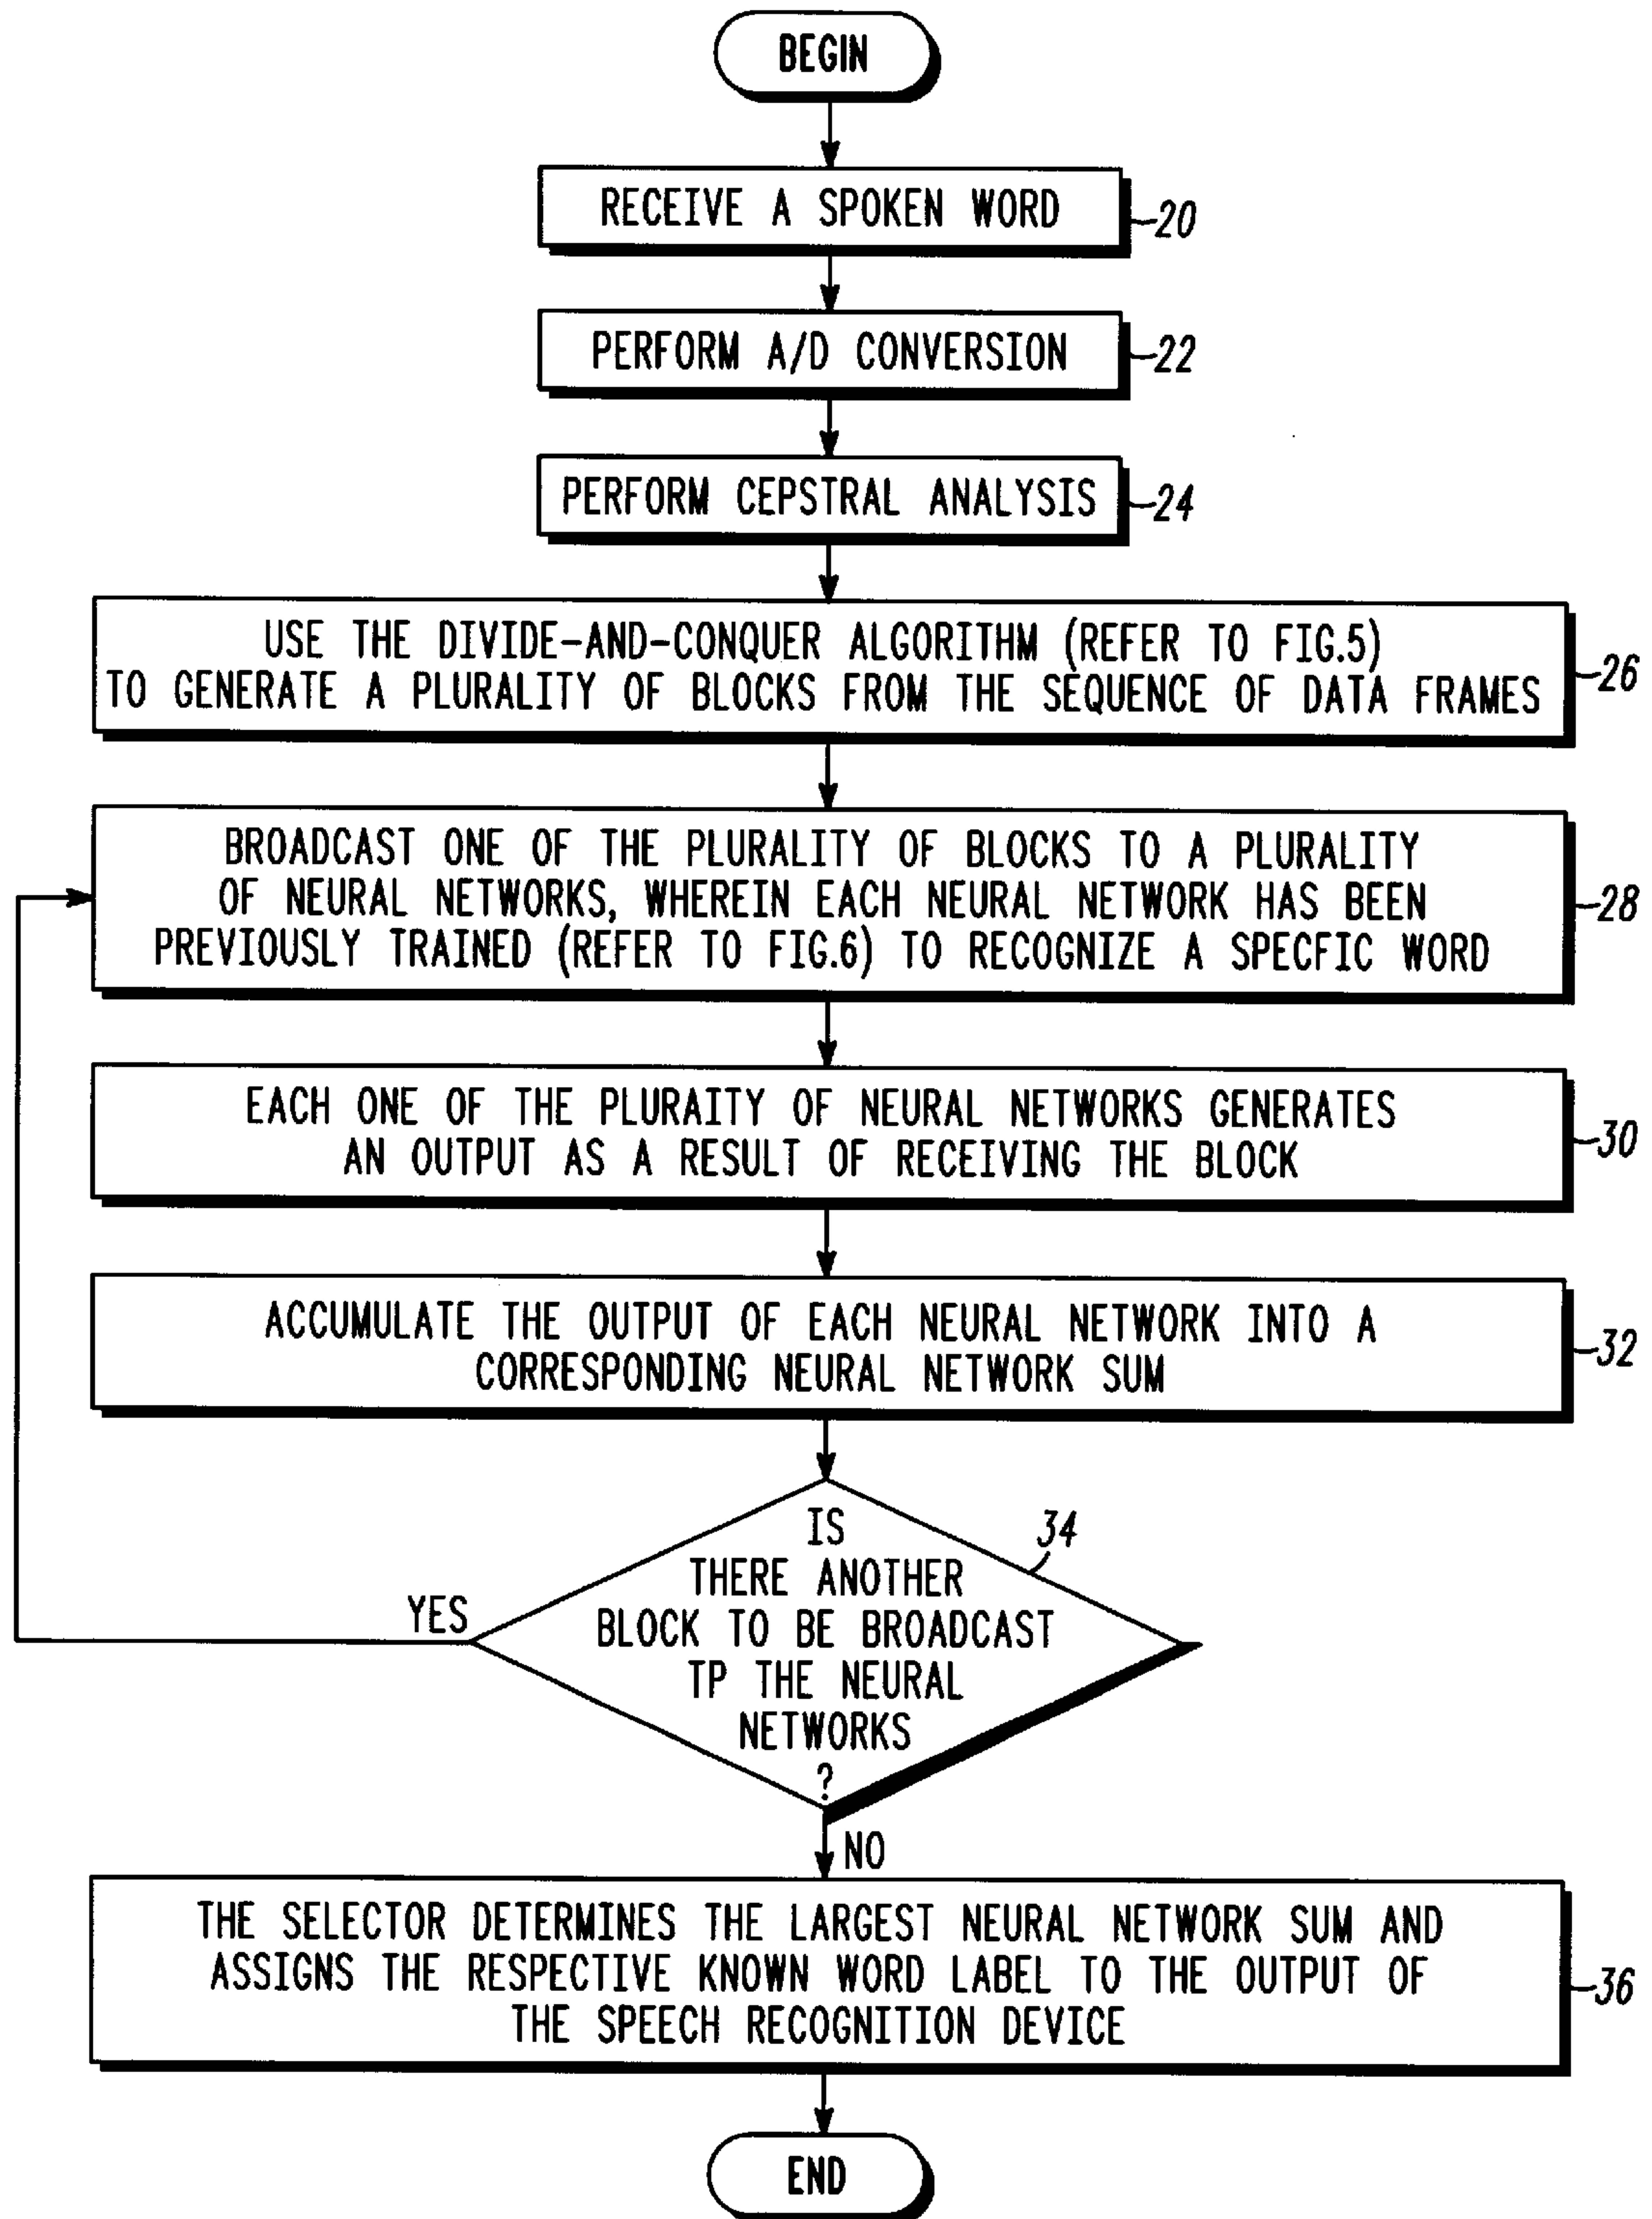 BEGIN
RECEIVE A SPOKEN WORD
20
PERFORM A/D CONVERSION
22
PERFORM CEPSTRAL ANALYSIS
24
USE THE DIVIDE-AND-CONQUER ALGORITHM (REFER TO FIG.5)
TO GENERATE A PLURALITY OF BLOCKS FROM THE SEQUENCE OF DATA FRAMES
26
BROADCAST ONE OF THE PLURALITY OF BLOCKS TO A PLURALITY
OF NEURAL NETWORKS, WHEREIN EACH NEURAL NETWORK HAS BEEN
PREVIOUSLY TRAINED (REFER TO FIG.6) TO RECOGNIZE A SPECFIC WORD
28
EACH ONE OF THE PLURAITY OF NEURAL NETWORKS GENERATES
AN OUTPUT AS A RESULT OF RECEIVING THE BLOCK
30
ACCUMULATE THE OUTPUT OF EACH NEURAL NETWORK INTO A
CORRESPONDING NEURAL NETWORK SUM
32
IS
THERE ANOTHER
BLOCK TO BE BROADCAST
TP THE NEURAL
NETWORKS
?
34
YES
NO
THE SELECTOR DETERMINES THE LARGEST NEURAL NETWORK SUM AND
ASSIGNS THE RESPECTIVE KNOWN WORD LABEL TO THE OUTPUT OF
THE SPEECH RECOGNITION DEVICE
36
END